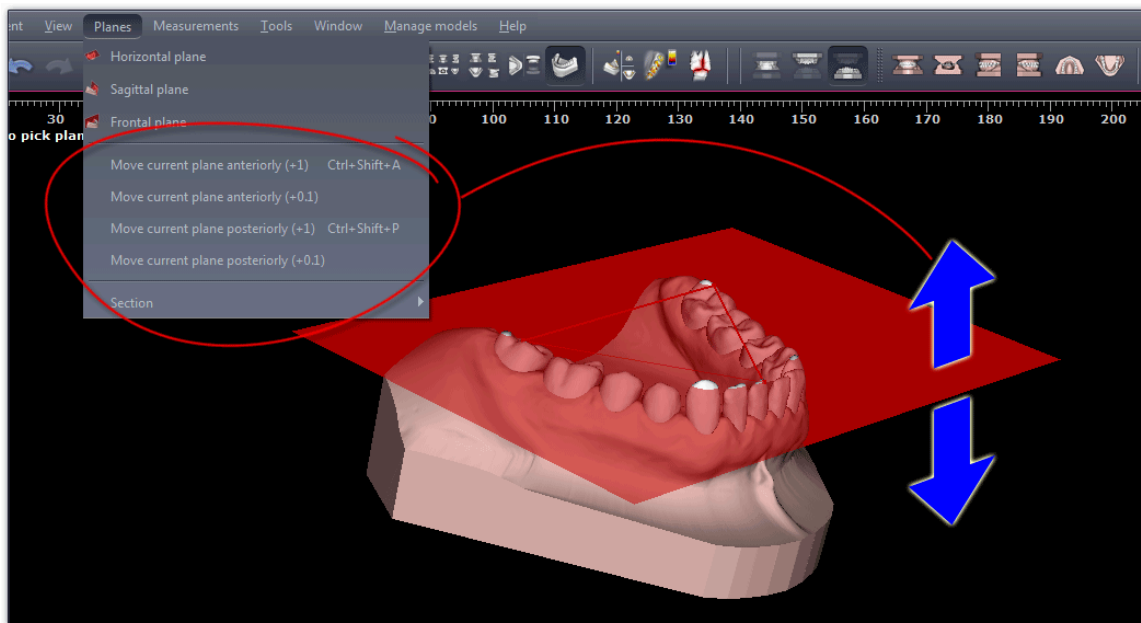 ent View Planes Measurements Tools Window Manage models Help
Horizontal plane
Sagittal plane
Frontal plane
30 90 100 110 120 130 140 150 160 170 180 190 200
o pick plan
Move current plane anteriorly (+1) Ctrl+Shift+A
Move current plane anteriorly (+0.1)
Move current plane posteriorly (+1) Ctrl+Shift+P
Move current plane posteriorly (+0.1)
Section